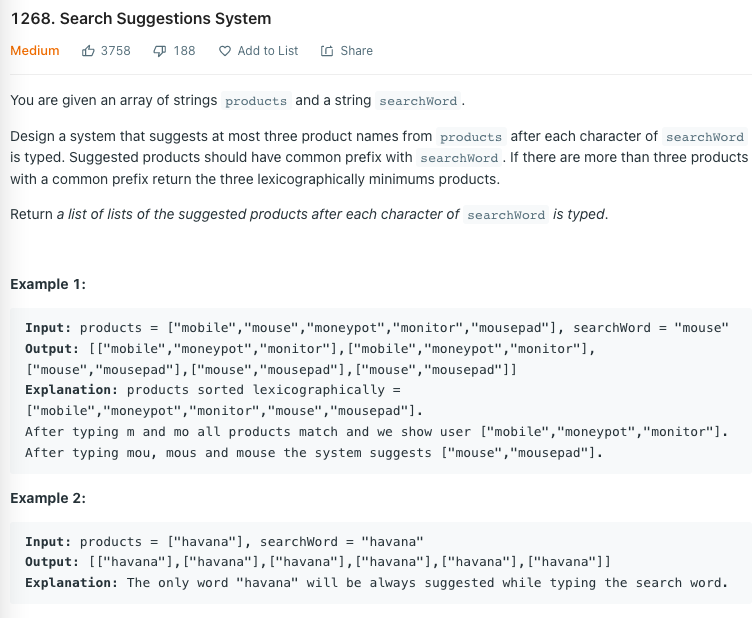 1268. Search Suggestions System
Medium 3758 188 Add to List Share
You are given an array of strings products and a string searchWord.
Design a system that suggests at most three product names from products after each character of searchWord
is typed. Suggested products should have common prefix with searchWord. If there are more than three products
with a common prefix return the three lexicographically minimums products.
Return a list of lists of the suggested products after each character of searchWord is typed.
Example 1:
Input: products = ["mobile","mouse","moneypot","monitor","mousepad"], searchWord = "mouse"
Output: [["mobile","moneypot","monitor"],["mobile","moneypot","monitor"],
["mouse","mousepad"],["mouse","mousepad"],["mouse","mousepad"]]
Explanation: products sorted lexicographically =
["mobile","moneypot","monitor","mouse","mousepad"].
After typing m and mo all products match and we show user ["mobile","moneypot","monitor"].
After typing mou, mous and mouse the system suggests ["mouse","mousepad"].
Example 2:
Input: products = ["havana"], searchWord = "havana"
Output: [["havana"],["havana"],["havana"],["havana"],["havana"],["havana"]]
Explanation: The only word "havana" will be always suggested while typing the search word.